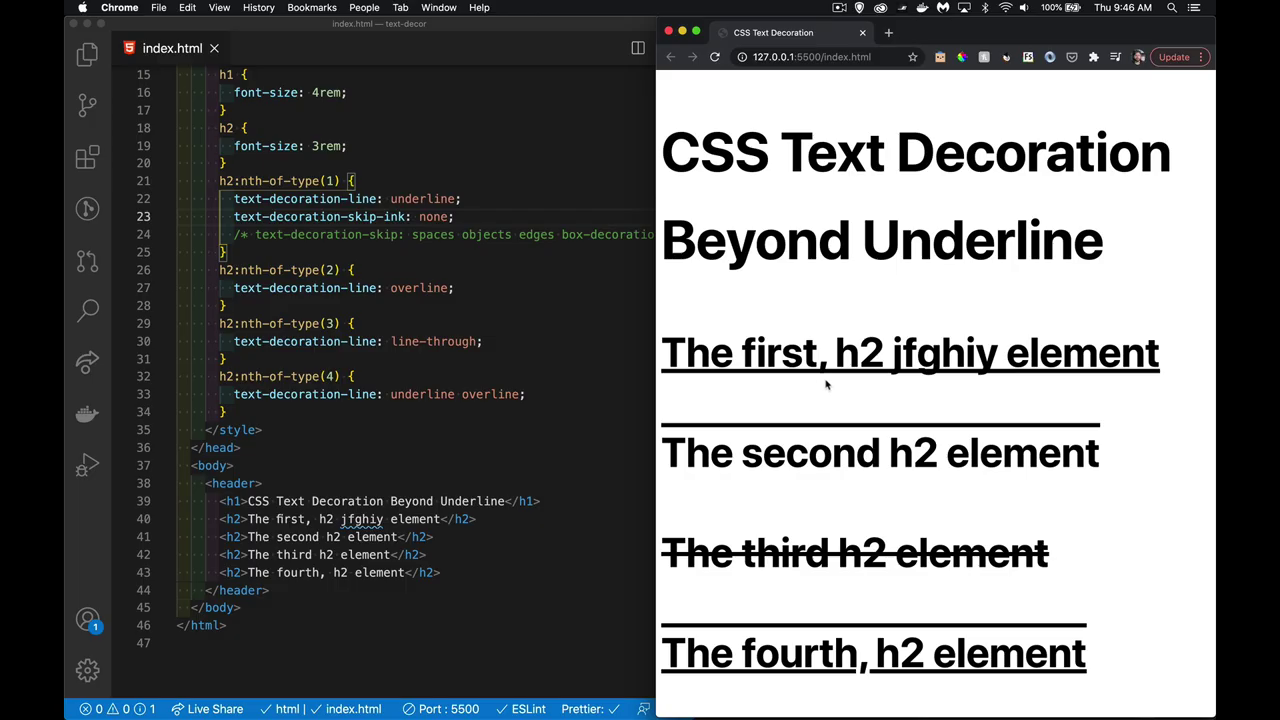 Chrome File Edit View History Bookmarks People Tab Window Help 100% Thu 9:46 AM
index.html — text-decor
index.html
15 h1 {
16 font-size: 4rem;
17 }
18 h2 {
19 font-size: 3rem;
20 }
21 h2:nth-of-type(1) {
22 text-decoration-line: underline;
23 text-decoration-skip-ink: none;
24 /* text-decoration-skip: spaces objects edges box-decoratio
25 }
26 h2:nth-of-type(2) {
27 text-decoration-line: overline;
28 }
29 h2:nth-of-type(3) {
30 text-decoration-line: line-through;
31 }
32 h2:nth-of-type(4) {
33 text-decoration-line: underline overline;
34 }
35 </style>
36 </head>
37 <body>
38 <header>
39 <h1>CSS Text Decoration Beyond Underline</h1>
40 <h2>The first, h2 jfghiy element</h2>
41 <h2>The second h2 element</h2>
42 <h2>The third h2 element</h2>
43 <h2>The fourth, h2 element</h2>
44 </header>
45 </body>
46 </html>
47
1
0 0 1 Live Share html index.html Port : 5500 ESLint Prettier:
CSS Text Decoration
127.0.0.1:5500/index.html
Update
CSS Text Decoration
Beyond Underline
The first, h2 jfghiy element
The second h2 element
The third h2 element
The fourth, h2 element